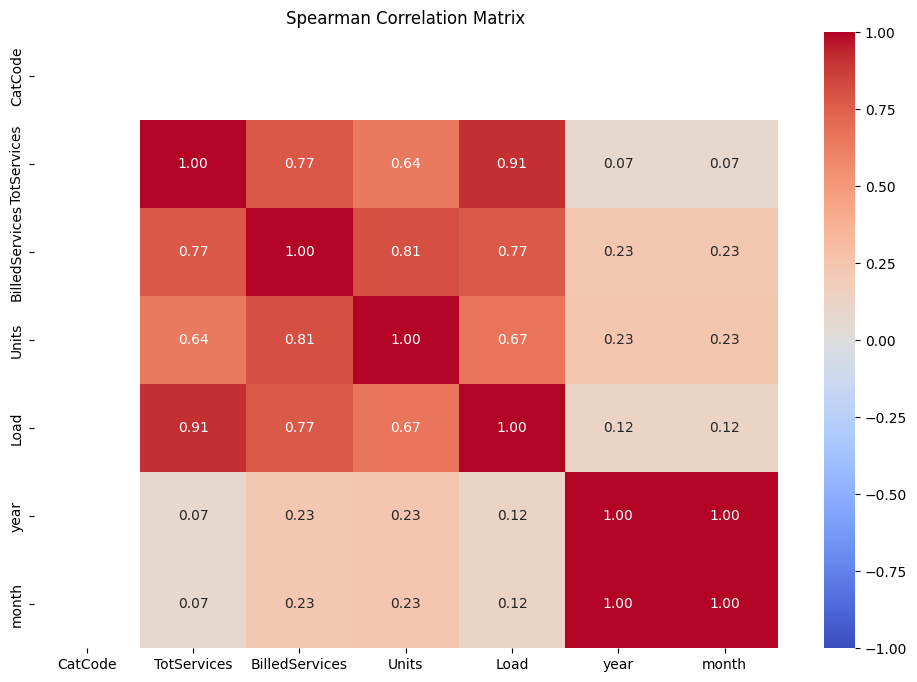 Spearman Correlation Matrix
CatCode
TotServices 1.00 0.77 0.64 0.91 0.07 0.07
BilledServices 0.77 1.00 0.81 0.77 0.23 0.23
Units 0.64 0.81 1.00 0.67 0.23 0.23
Load 0.91 0.77 0.67 1.00 0.12 0.12
year 0.07 0.23 0.23 0.12 1.00 1.00
month 0.07 0.23 0.23 0.12 1.00 1.00
CatCode TotServices BilledServices Units Load year month
1.00
0.75
0.50
0.25
0.00
−0.25
−0.50
−0.75
−1.00